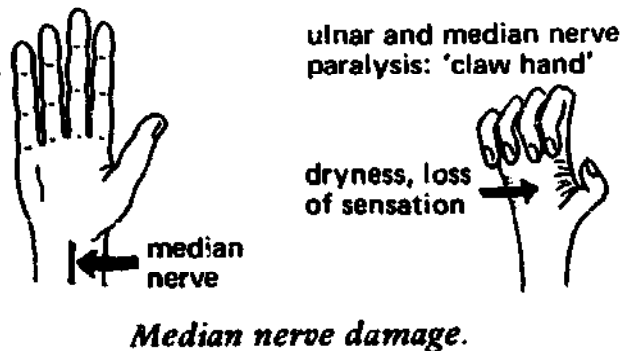 ulnar and median nerve
paralysis: 'claw hand'
dryness, loss
of sensation
median
nerve
Median nerve damage.